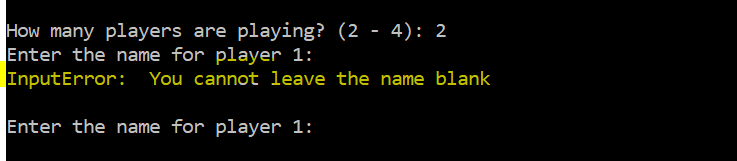 How many players are playing? (2 - 4): 2
Enter the name for player 1:
InputError:  You cannot leave the name blank
Enter the name for player 1: